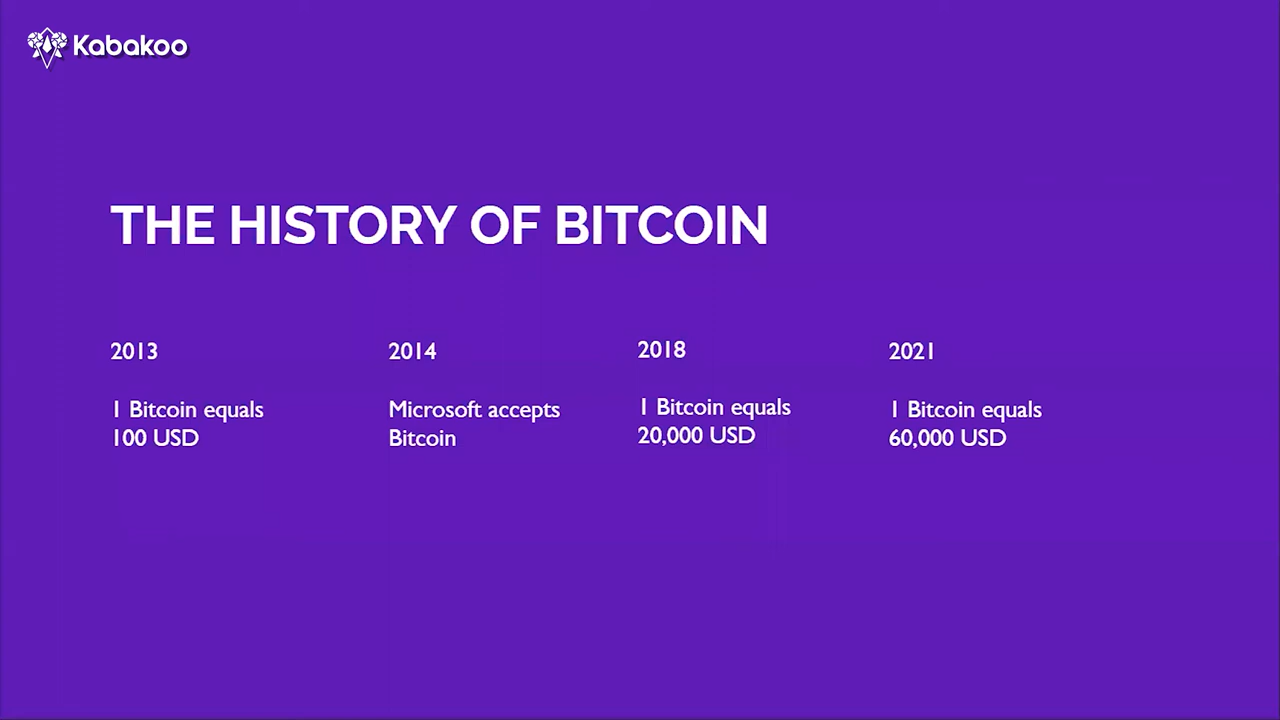 Kabakoo
THE HISTORY OF BITCOIN
2013
1 Bitcoin equals
100 USD
2014
Microsoft accepts
Bitcoin
2018
1 Bitcoin equals
20,000 USD
2021
1 Bitcoin equals
60,000 USD